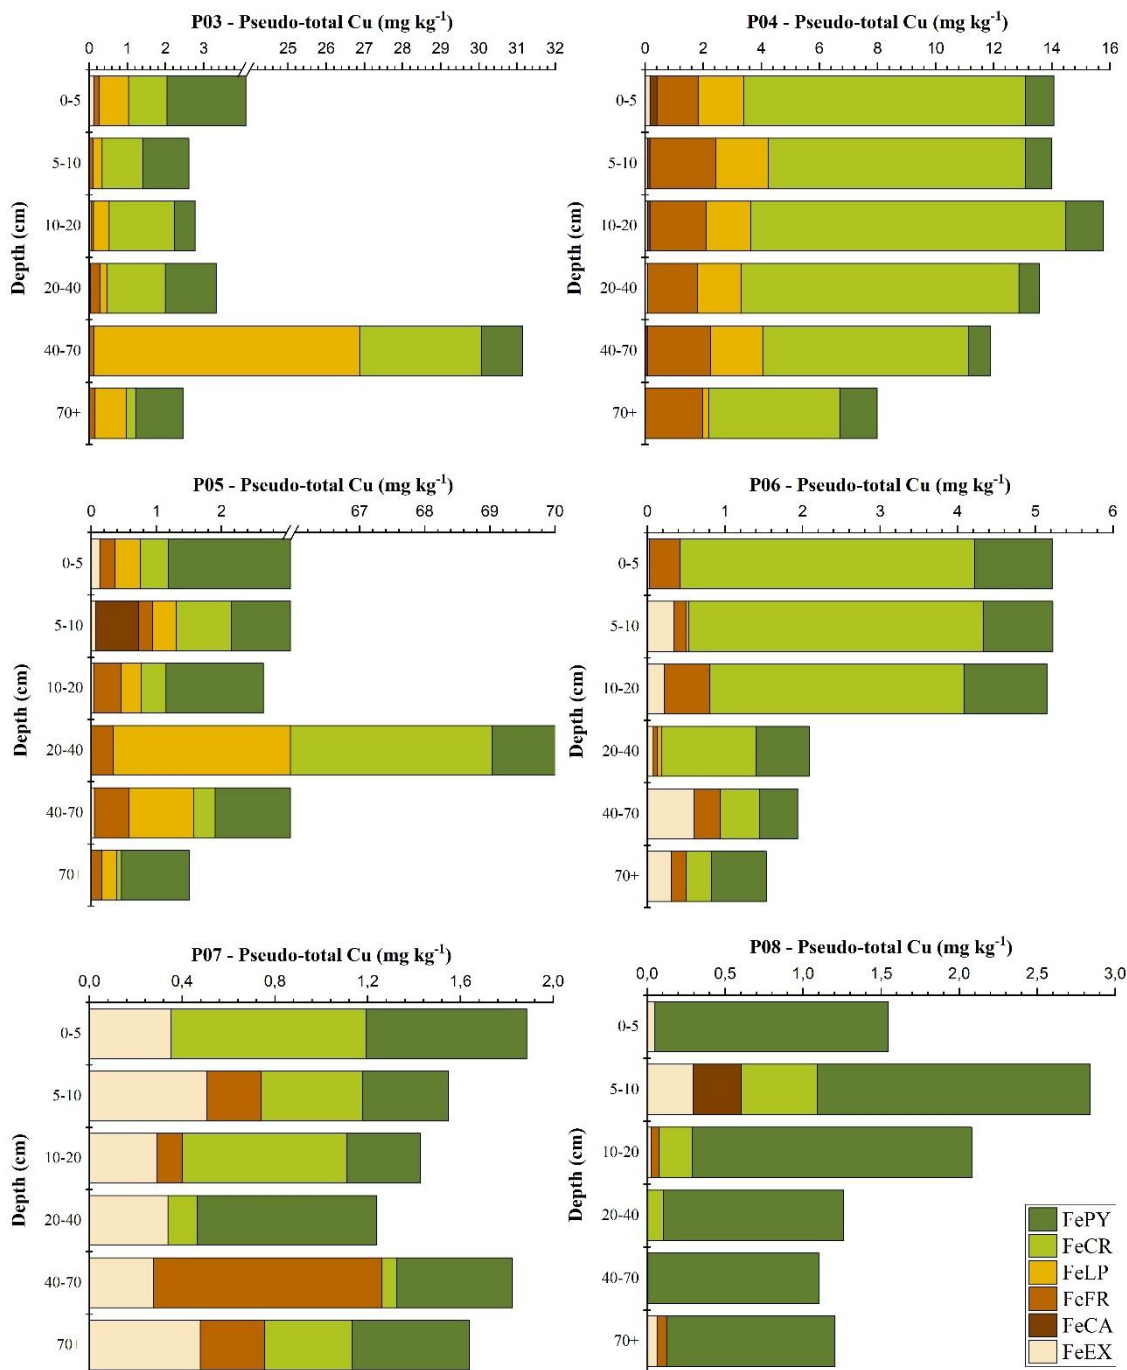 P03 - Pseudo-total Cu (mg kg⁻¹)
0 1 2 3 25 26 27 28 29 30 31 32
Depth (cm)
0-5
5-10
10-20
20-40
40-70
70+
P04 - Pseudo-total Cu (mg kg⁻¹)
0 2 4 6 8 10 12 14 16
Depth (cm)
0-5
5-10
10-20
20-40
40-70
70+
P05 - Pseudo-total Cu (mg kg⁻¹)
0 1 2 67 68 69 70
Depth (cm)
0-5
5-10
10-20
20-40
40-70
70+
P06 - Pseudo-total Cu (mg kg⁻¹)
0 1 2 3 4 5 6
Depth (cm)
0-5
5-10
10-20
20-40
40-70
70+
P07 - Pseudo-total Cu (mg kg⁻¹)
0,0 0,4 0,8 1,2 1,6 2,0
Depth (cm)
0-5
5-10
10-20
20-40
40-70
70+
P08 - Pseudo-total Cu (mg kg⁻¹)
0,0 0,5 1,0 1,5 2,0 2,5 3,0
Depth (cm)
0-5
5-10
10-20
20-40
40-70
70+
FePY
FeCR
FeLP
FeFR
FeCA
FeEX